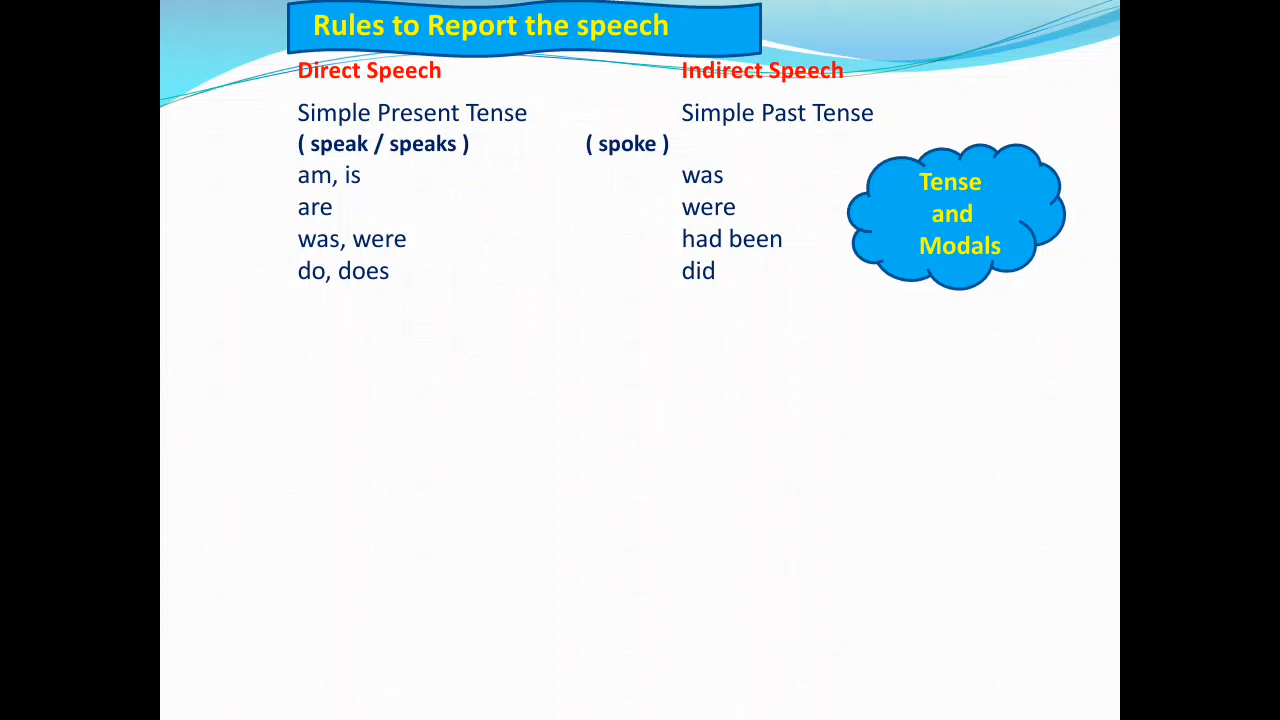 Rules to Report the speech
Direct Speech Indirect Speech
Simple Present Tense Simple Past Tense
( speak / speaks ) ( spoke )
am, is was
are were
was, were had been
do, does did
Tense
and
Modals